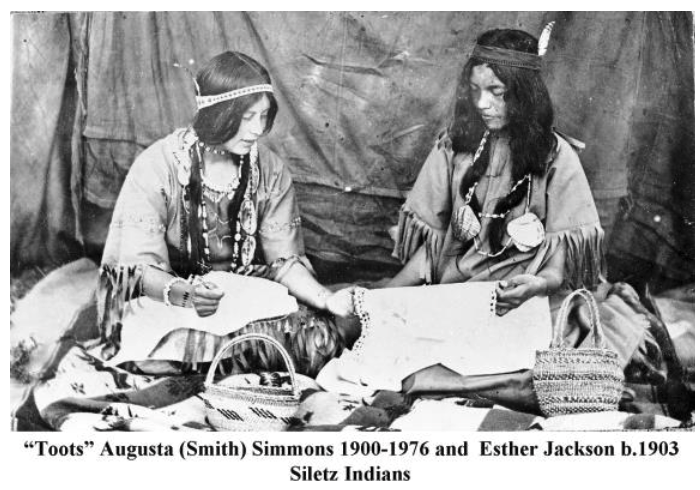 “Toots” Augusta (Smith) Simmons 1900-1976 and  Esther Jackson b.1903
Siletz Indians